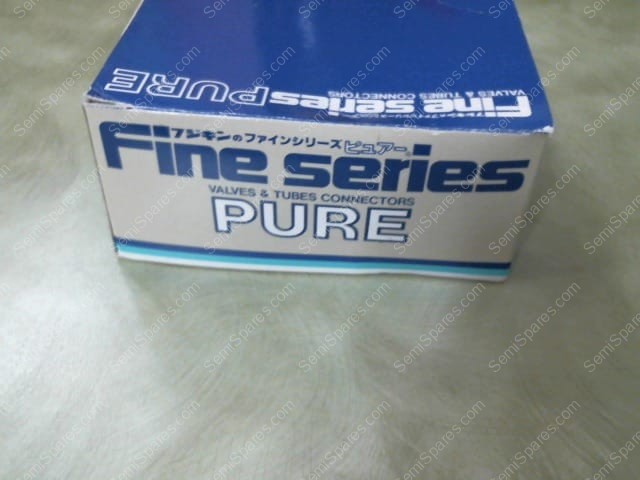 Fine series PURE
VALVES & TUBES CONNECTORS
フジキンのファインシリーズ ピュアー
Fine series
VALVES & TUBES CONNECTORS
PURE
SemiSpares.com